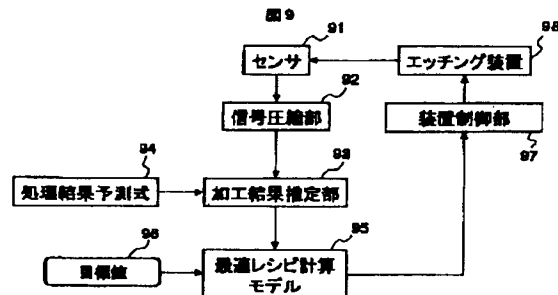 図9
91
センサ
98
エッチング装置
92
信号圧縮部
装置制御部
97
94
処理結果予測式
93
加工結果推定部
96
目標値
95
最適レシピ計算
モデル